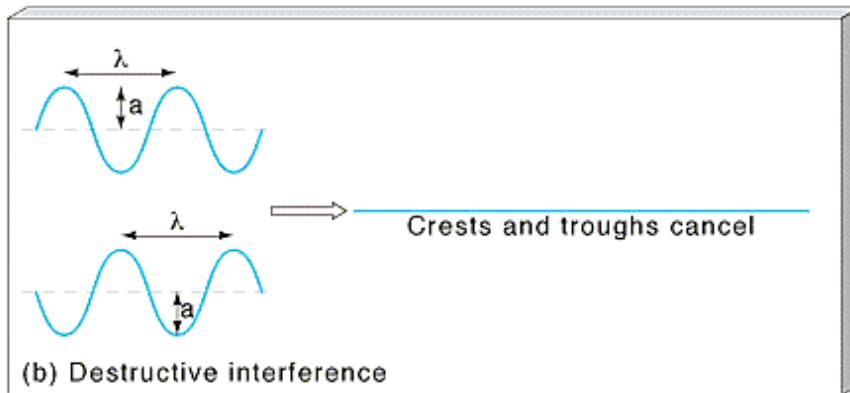 λ
a
λ
Crests and troughs cancel
a
(b) Destructive interference